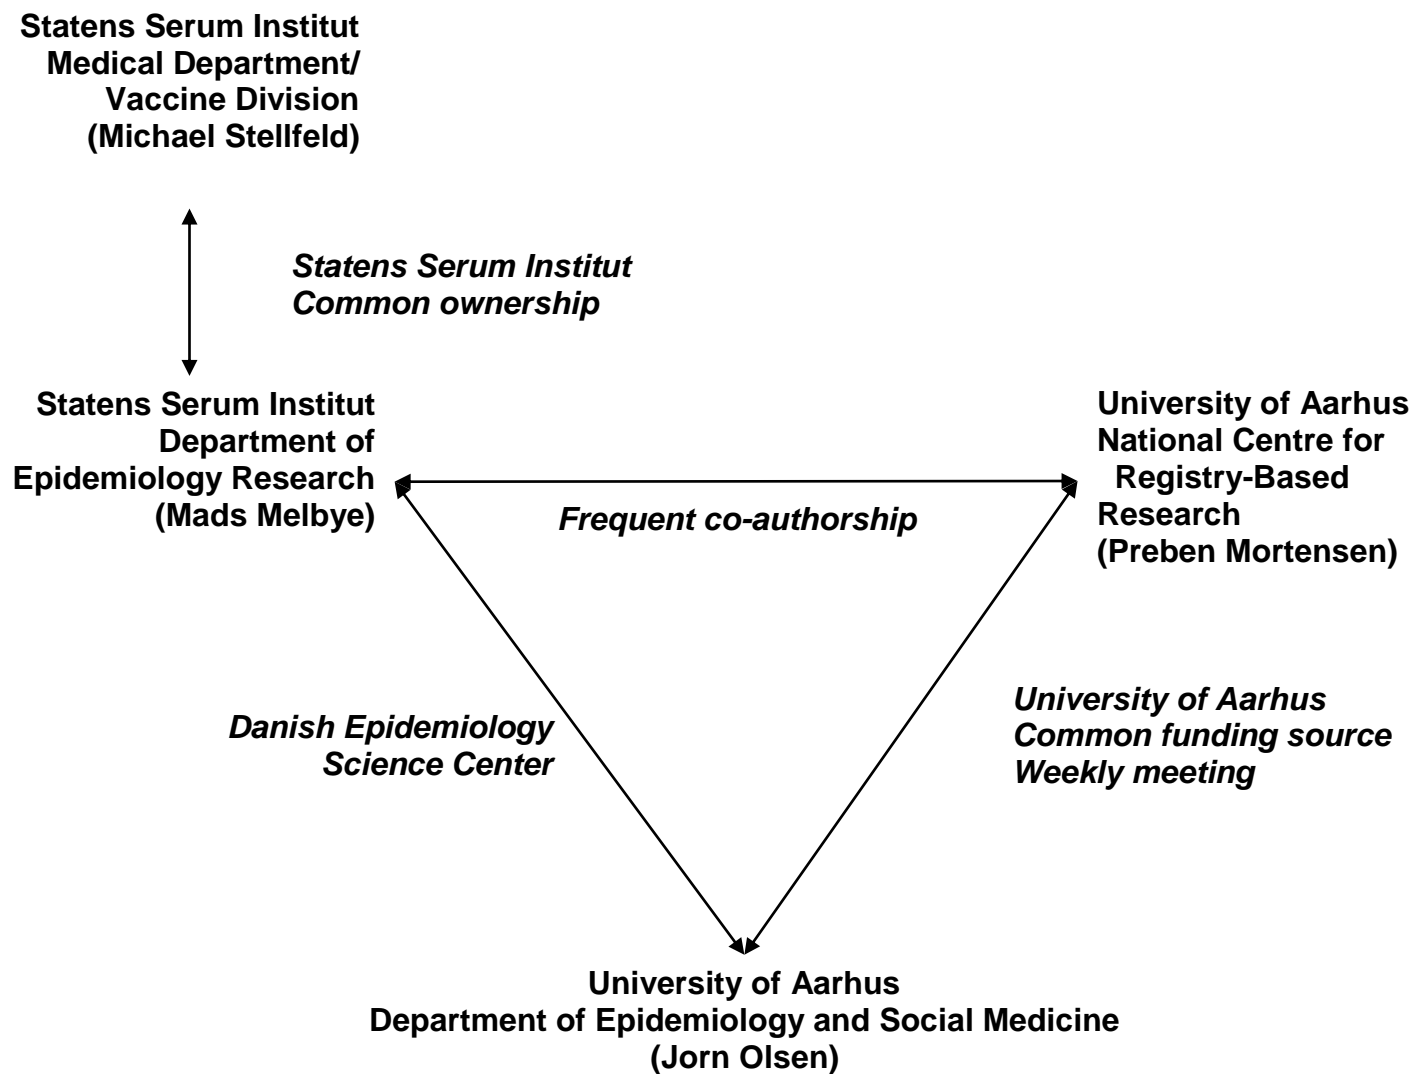 Statens Serum Institut
Medical Department/
Vaccine Division
(Michael Stellfeld)
Statens Serum Institut
Common ownership
Statens Serum Institut
Department of
Epidemiology Research
(Mads Melbye)
University of Aarhus
National Centre for
Registry-Based
Research
(Preben Mortensen)
Frequent co-authorship
Danish Epidemiology
Science Center
University of Aarhus
Common funding source
Weekly meeting
University of Aarhus
Department of Epidemiology and Social Medicine
(Jorn Olsen)